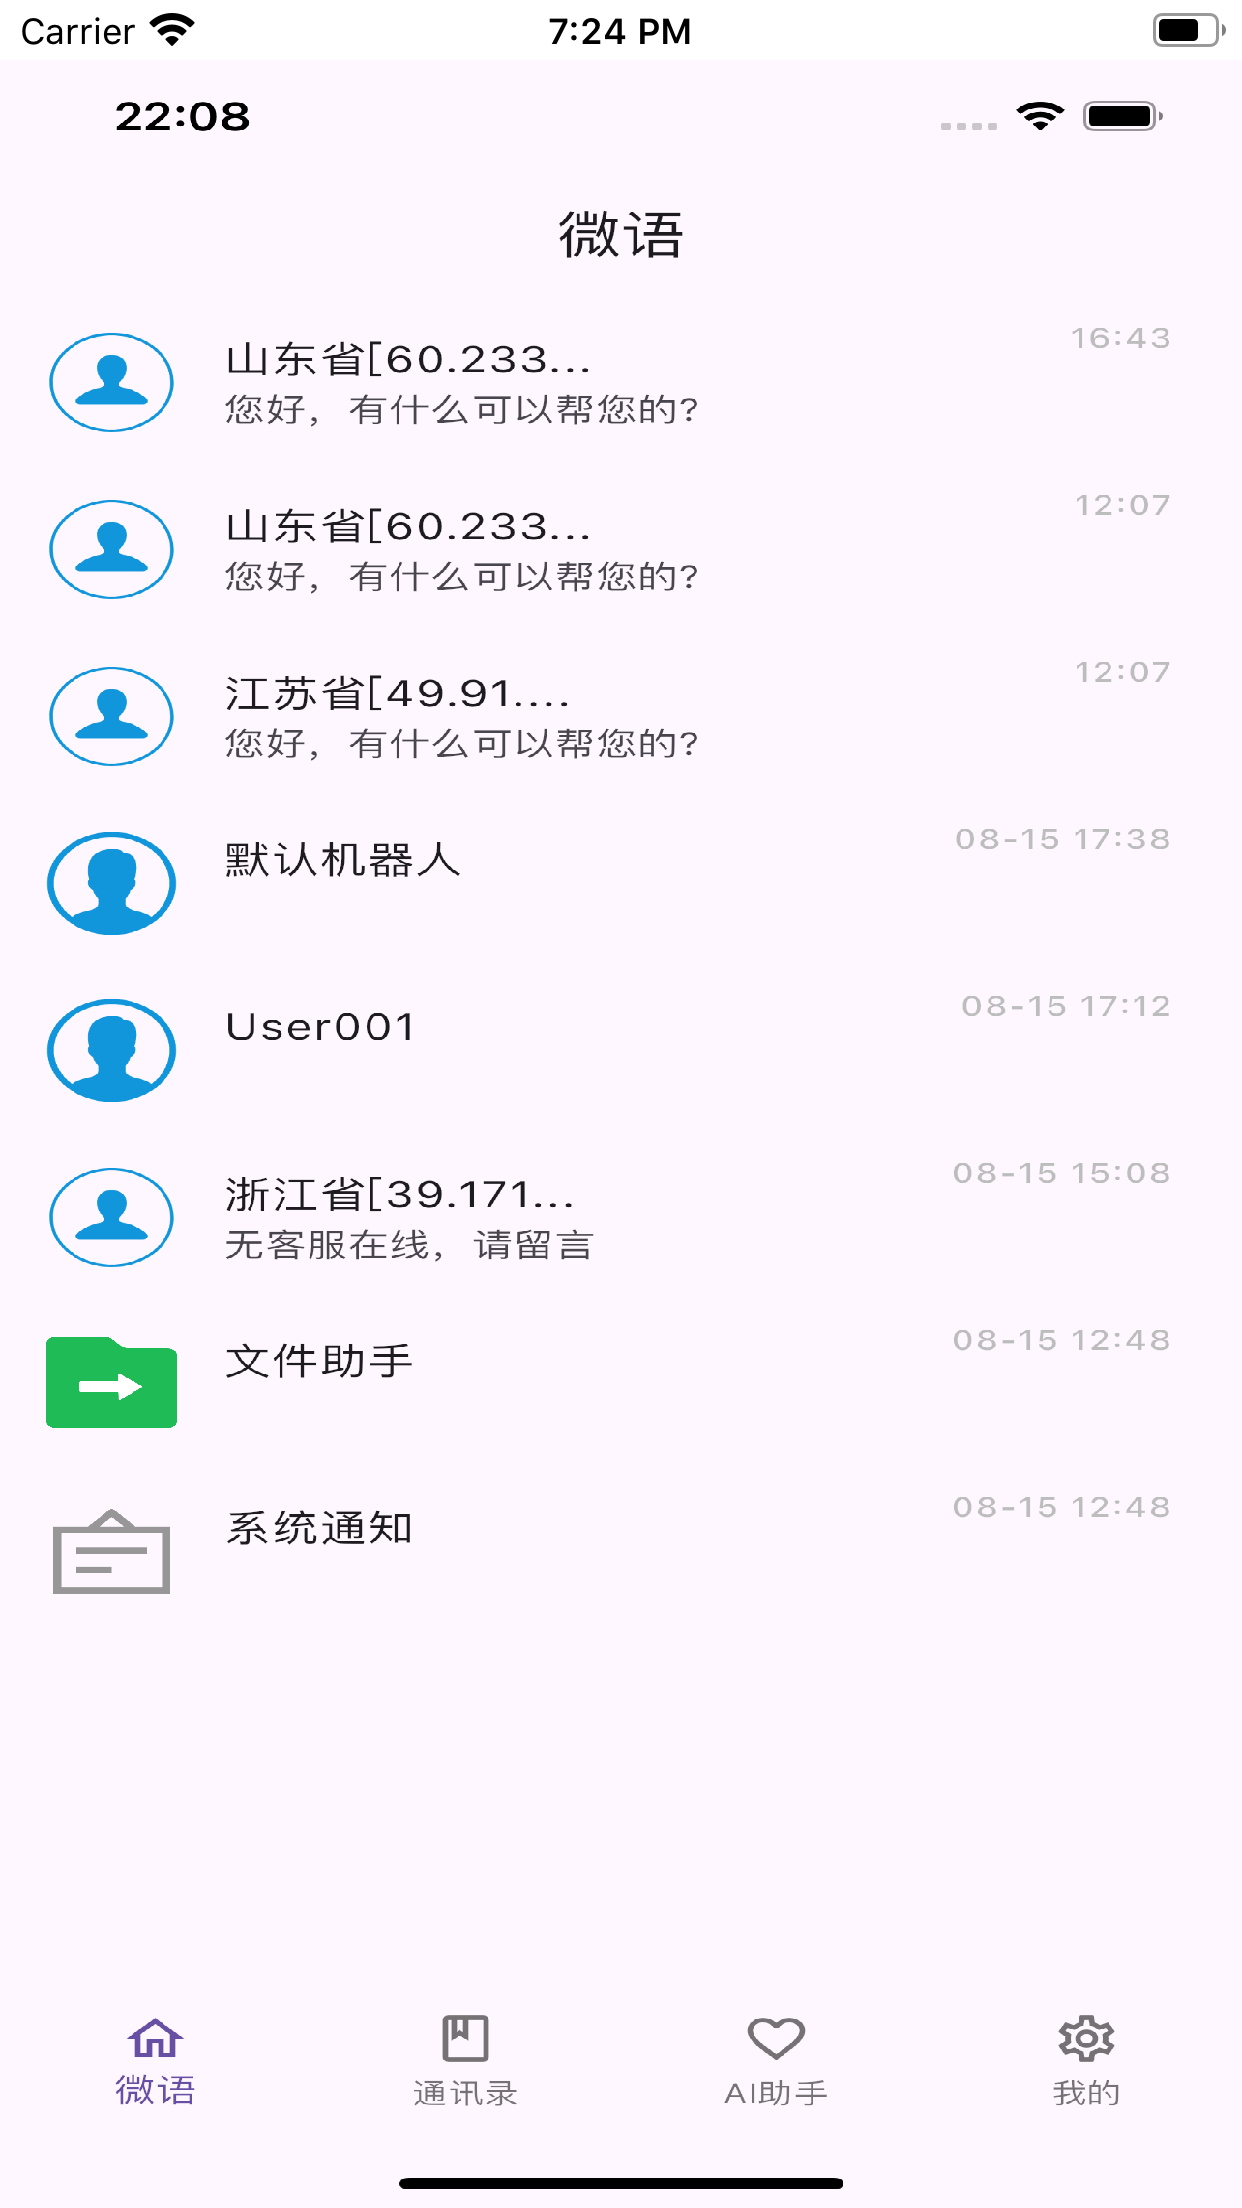 Carrier 7:24 PM
22:08
微语
山东省[60.233... 16:43
您好，有什么可以帮您的?
山东省[60.233... 12:07
您好，有什么可以帮您的?
江苏省[49.91.... 12:07
您好，有什么可以帮您的?
默认机器人 08-15 17:38
User001 08-15 17:12
浙江省[39.171... 08-15 15:08
无客服在线，请留言
文件助手 08-15 12:48
系统通知 08-15 12:48
微语 通讯录 AI助手 我的